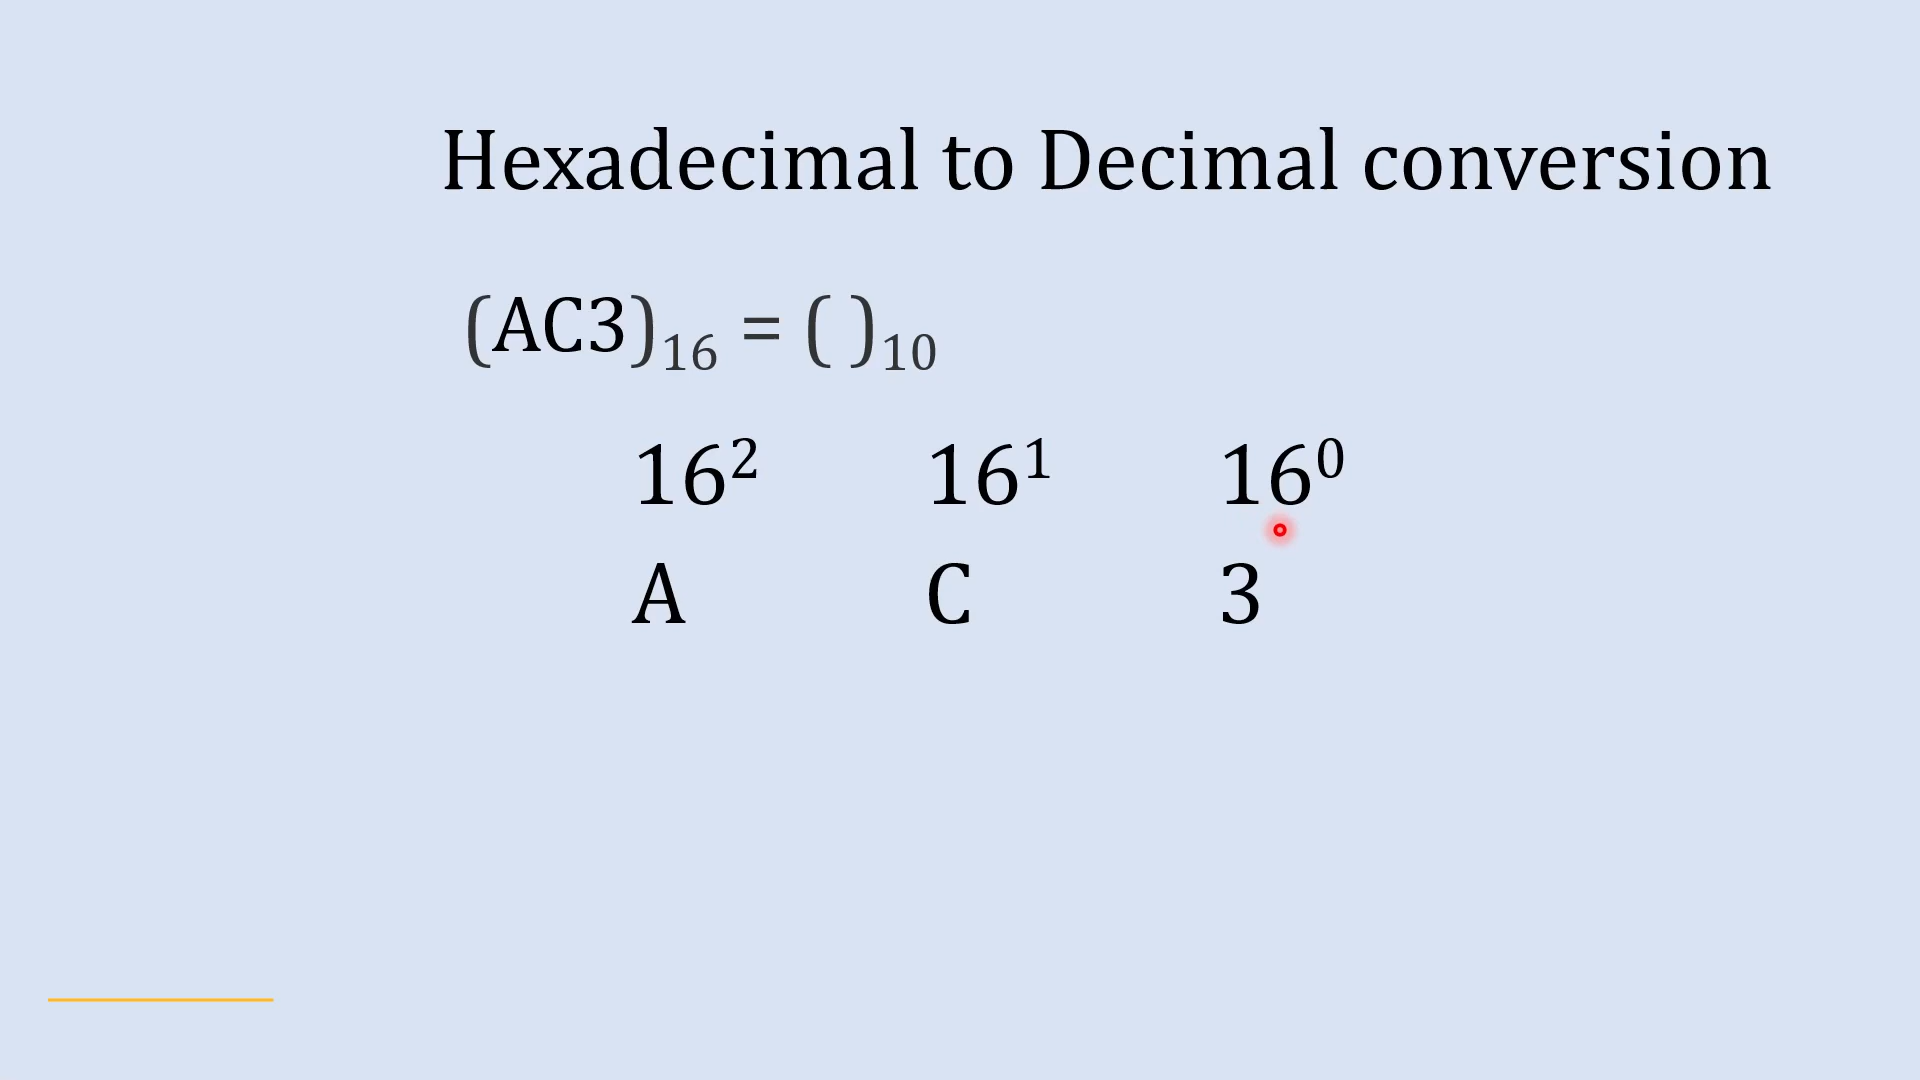 Hexadecimal to Decimal conversion
(AC3)₁₆ = ( )₁₀
16² 16¹ 16⁰
A C 3